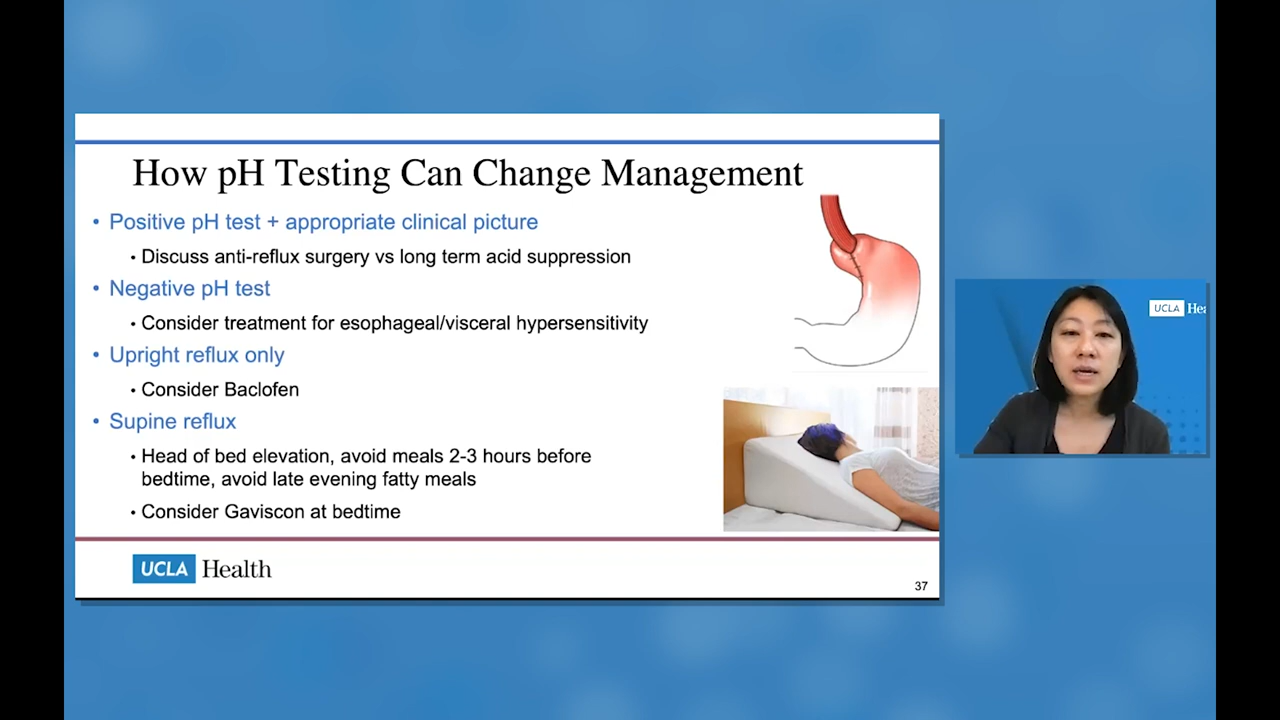 How pH Testing Can Change Management
• Positive pH test + appropriate clinical picture
• Discuss anti-reflux surgery vs long term acid suppression
• Negative pH test
• Consider treatment for esophageal/visceral hypersensitivity
• Upright reflux only
• Consider Baclofen
• Supine reflux
• Head of bed elevation, avoid meals 2-3 hours before
bedtime, avoid late evening fatty meals
• Consider Gaviscon at bedtime
UCLA Health
37
UCLA Hea